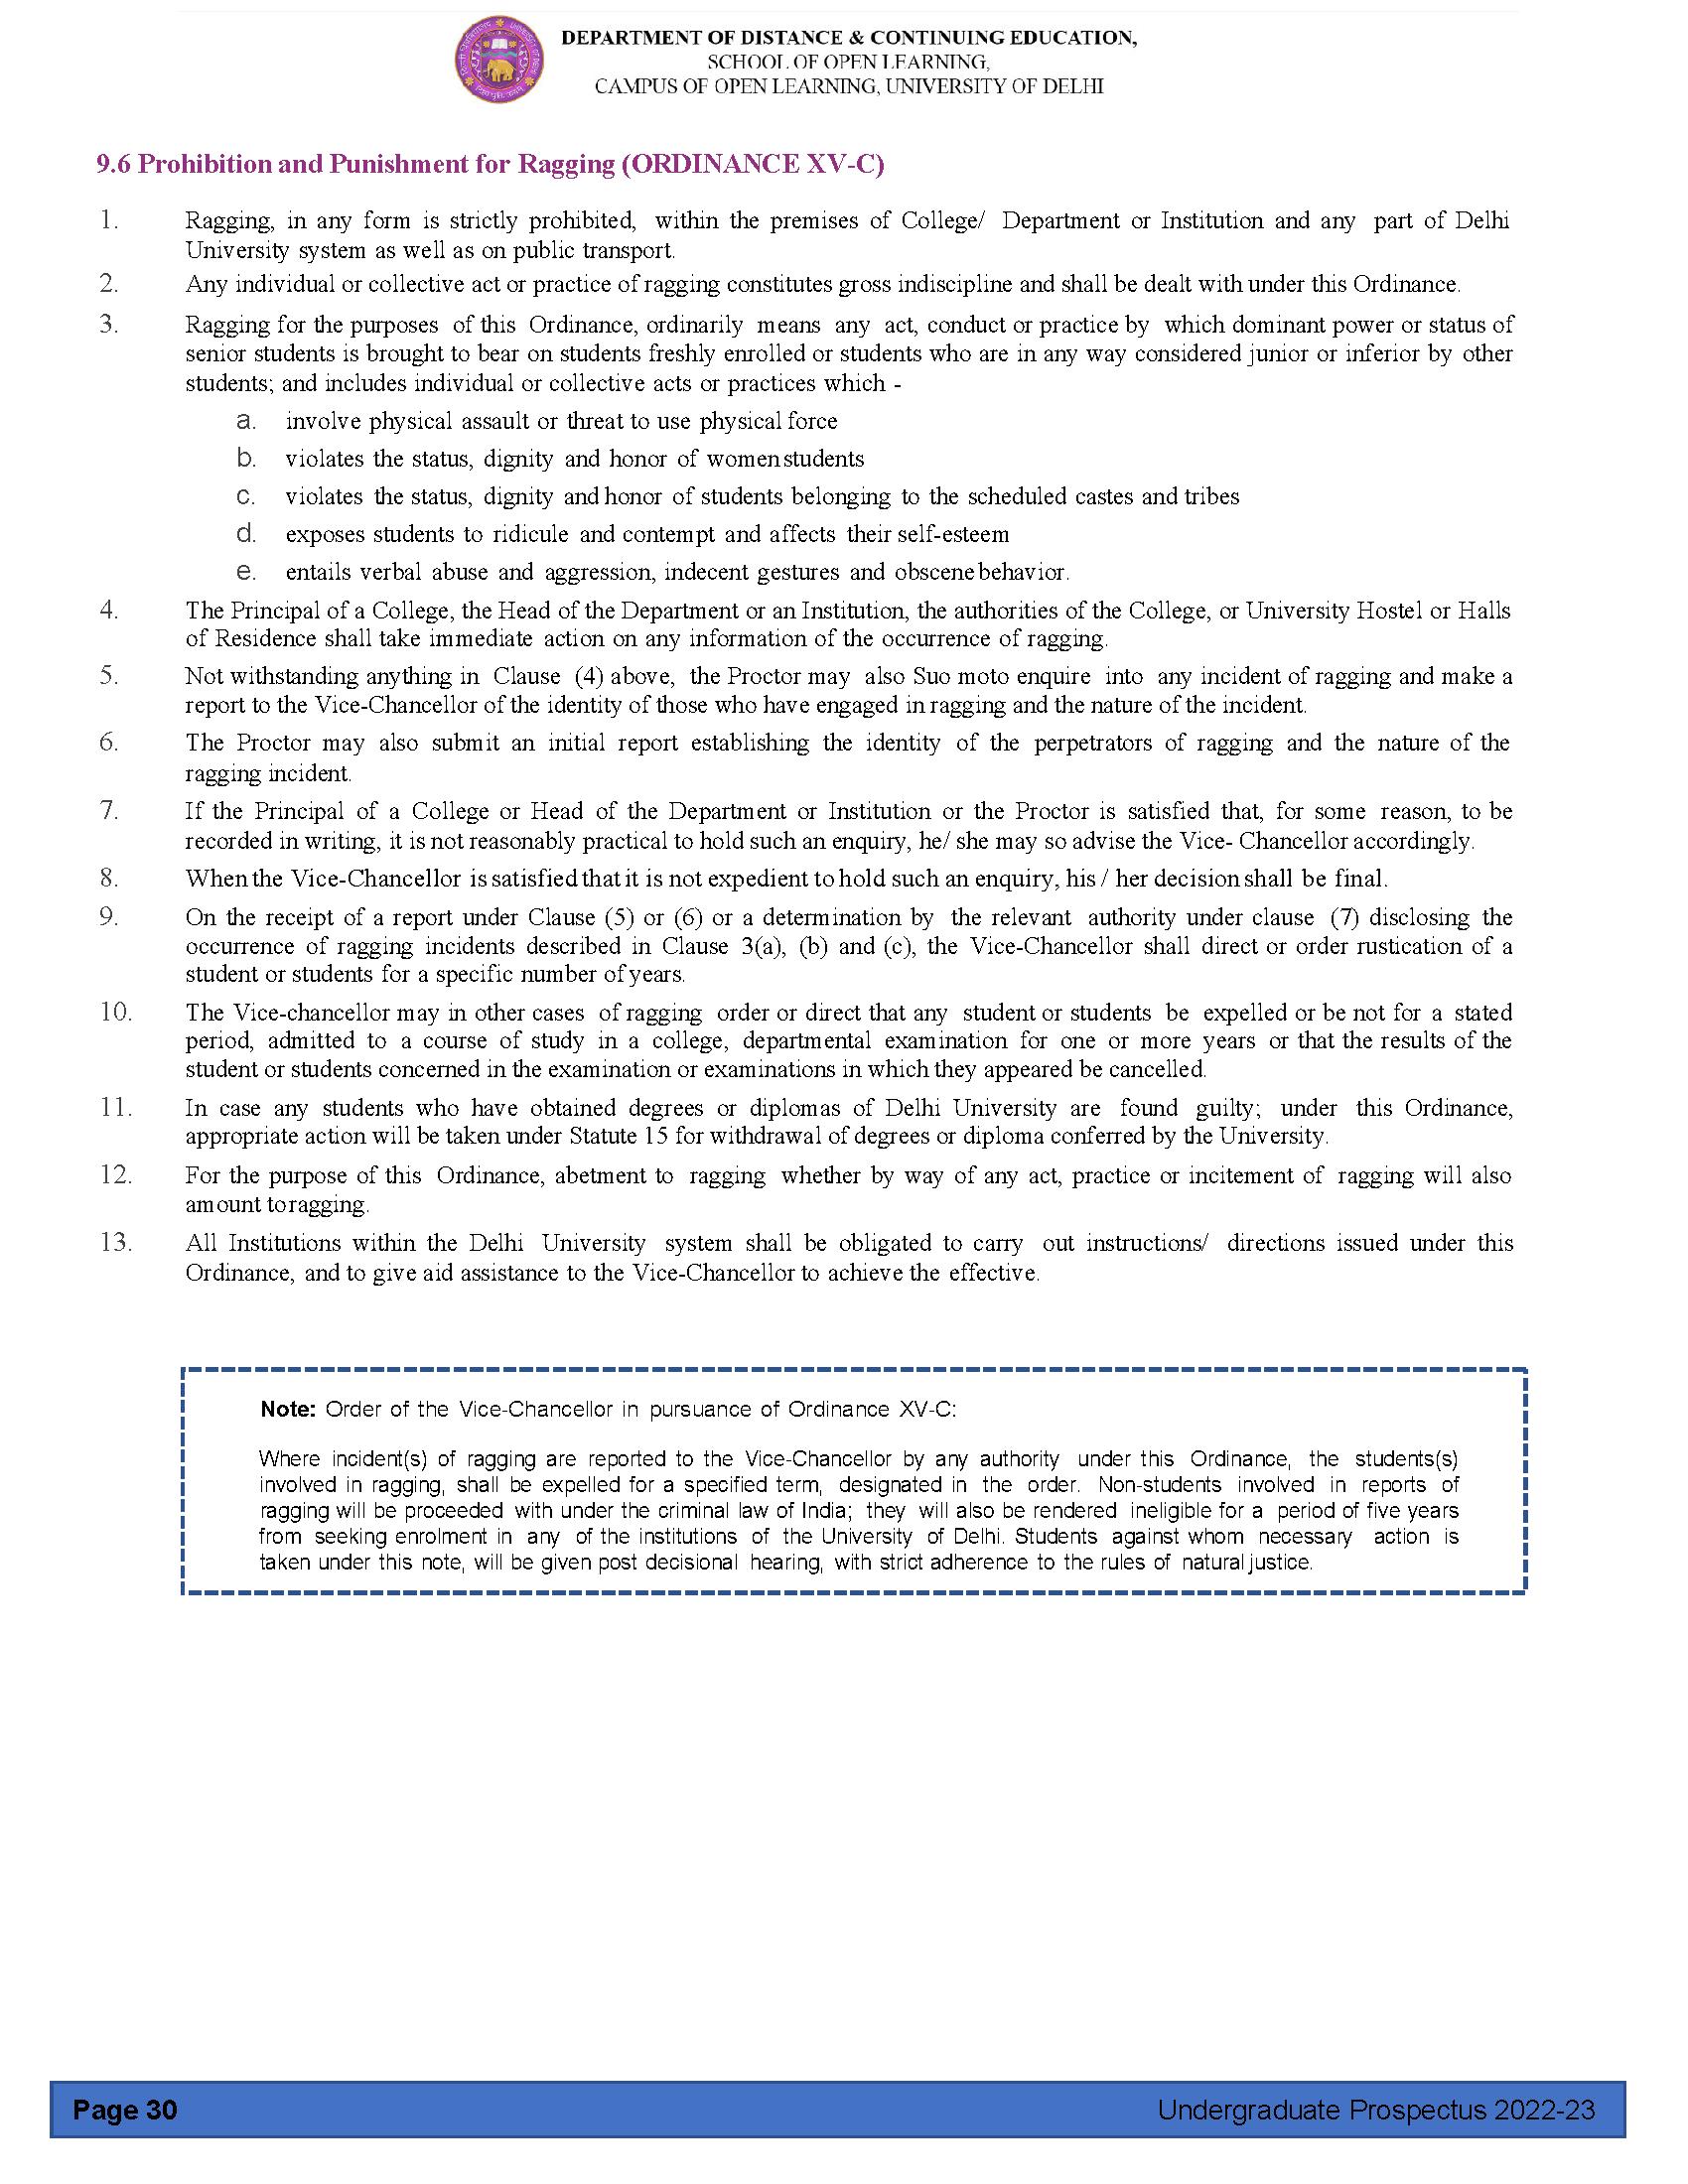 DEPARTMENT OF DISTANCE & CONTINUING EDUCATION,
SCHOOL OF OPEN LEARNING,
CAMPUS OF OPEN LEARNING, UNIVERSITY OF DELHI
9.6 Prohibition and Punishment for Ragging (ORDINANCE XV-C)
1. Ragging, in any form is strictly prohibited, within the premises of College/ Department or Institution and any part of Delhi
University system as well as on public transport.
2. Any individual or collective act or practice of ragging constitutes gross indiscipline and shall be dealt with under this Ordinance.
3. Ragging for the purposes of this Ordinance, ordinarily means any act, conduct or practice by which dominant power or status of
senior students is brought to bear on students freshly enrolled or students who are in any way considered junior or inferior by other
students; and includes individual or collective acts or practices which -
a. involve physical assault or threat to use physical force
b. violates the status, dignity and honor of women students
c. violates the status, dignity and honor of students belonging to the scheduled castes and tribes
d. exposes students to ridicule and contempt and affects their self-esteem
e. entails verbal abuse and aggression, indecent gestures and obscene behavior.
4. The Principal of a College, the Head of the Department or an Institution, the authorities of the College, or University Hostel or Halls
of Residence shall take immediate action on any information of the occurrence of ragging.
5. Not withstanding anything in Clause (4) above, the Proctor may also Suo moto enquire into any incident of ragging and make a
report to the Vice-Chancellor of the identity of those who have engaged in ragging and the nature of the incident.
6. The Proctor may also submit an initial report establishing the identity of the perpetrators of ragging and the nature of the
ragging incident.
7. If the Principal of a College or Head of the Department or Institution or the Proctor is satisfied that, for some reason, to be
recorded in writing, it is not reasonably practical to hold such an enquiry, he/ she may so advise the Vice- Chancellor accordingly.
8. When the Vice-Chancellor is satisfied that it is not expedient to hold such an enquiry, his / her decision shall be final.
9. On the receipt of a report under Clause (5) or (6) or a determination by the relevant authority under clause (7) disclosing the
occurrence of ragging incidents described in Clause 3(a), (b) and (c), the Vice-Chancellor shall direct or order rustication of a
student or students for a specific number of years.
10. The Vice-chancellor may in other cases of ragging order or direct that any student or students be expelled or be not for a stated
period, admitted to a course of study in a college, departmental examination for one or more years or that the results of the
student or students concerned in the examination or examinations in which they appeared be cancelled.
11. In case any students who have obtained degrees or diplomas of Delhi University are found guilty; under this Ordinance,
appropriate action will be taken under Statute 15 for withdrawal of degrees or diploma conferred by the University.
12. For the purpose of this Ordinance, abetment to ragging whether by way of any act, practice or incitement of ragging will also
amount to ragging.
13. All Institutions within the Delhi University system shall be obligated to carry out instructions/ directions issued under this
Ordinance, and to give aid assistance to the Vice-Chancellor to achieve the effective.
Note: Order of the Vice-Chancellor in pursuance of Ordinance XV-C:
Where incident(s) of ragging are reported to the Vice-Chancellor by any authority under this Ordinance, the students(s)
involved in ragging, shall be expelled for a specified term, designated in the order. Non-students involved in reports of
ragging will be proceeded with under the criminal law of India; they will also be rendered ineligible for a period of five years
from seeking enrolment in any of the institutions of the University of Delhi. Students against whom necessary action is
taken under this note, will be given post decisional hearing, with strict adherence to the rules of natural justice.
Page 30
Undergraduate Prospectus 2022-23